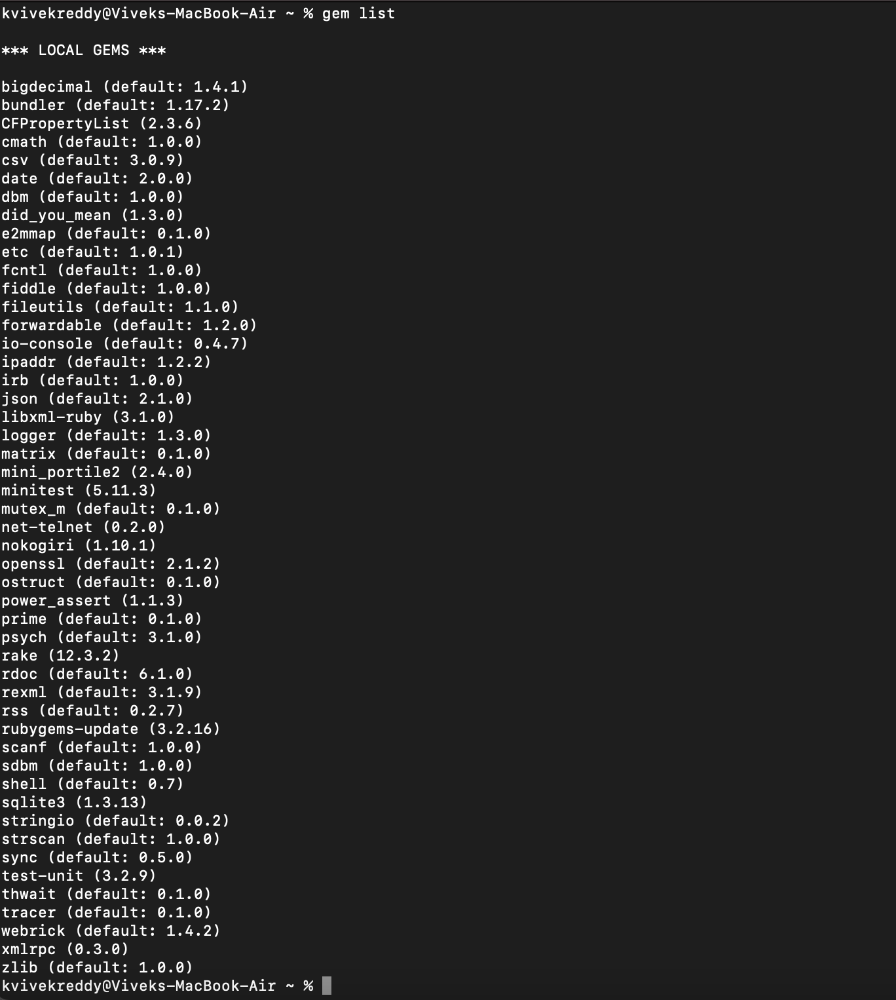 kvivekreddy@Viveks-MacBook-Air ~ % gem list
*** LOCAL GEMS ***
bigdecimal (default: 1.4.1)
bundler (default: 1.17.2)
CFPropertyList (2.3.6)
cmath (default: 1.0.0)
csv (default: 3.0.9)
date (default: 2.0.0)
dbm (default: 1.0.0)
did_you_mean (1.3.0)
e2mmap (default: 0.1.0)
etc (default: 1.0.1)
fcntl (default: 1.0.0)
fiddle (default: 1.0.0)
fileutils (default: 1.1.0)
forwardable (default: 1.2.0)
io-console (default: 0.4.7)
ipaddr (default: 1.2.2)
irb (default: 1.0.0)
json (default: 2.1.0)
libxml-ruby (3.1.0)
logger (default: 1.3.0)
matrix (default: 0.1.0)
mini_portile2 (2.4.0)
minitest (5.11.3)
mutex_m (default: 0.1.0)
net-telnet (0.2.0)
nokogiri (1.10.1)
openssl (default: 2.1.2)
ostruct (default: 0.1.0)
power_assert (1.1.3)
prime (default: 0.1.0)
psych (default: 3.1.0)
rake (12.3.2)
rdoc (default: 6.1.0)
rexml (default: 3.1.9)
rss (default: 0.2.7)
rubygems-update (3.2.16)
scanf (default: 1.0.0)
sdbm (default: 1.0.0)
shell (default: 0.7)
sqlite3 (1.3.13)
stringio (default: 0.0.2)
strscan (default: 1.0.0)
sync (default: 0.5.0)
test-unit (3.2.9)
thwait (default: 0.1.0)
tracer (default: 0.1.0)
webrick (default: 1.4.2)
xmlrpc (0.3.0)
zlib (default: 1.0.0)
kvivekreddy@Viveks-MacBook-Air ~ %